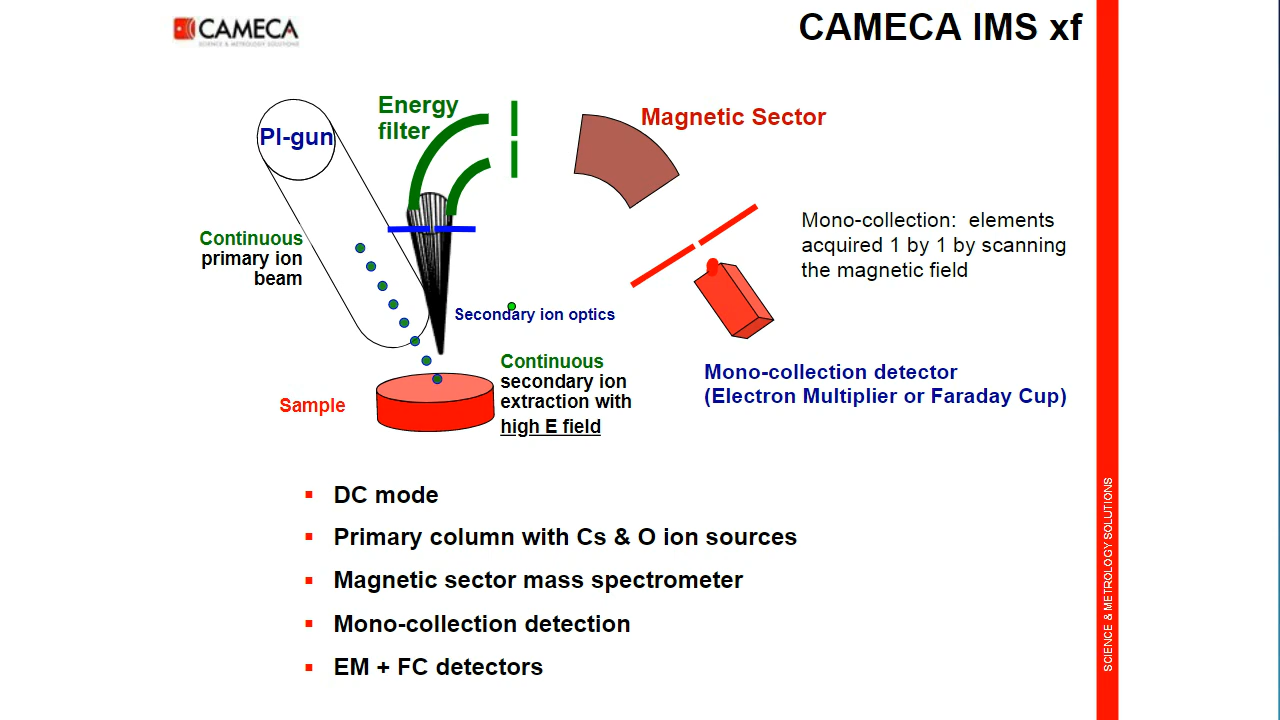 CAMECA
SCIENCE & METROLOGY SOLUTIONS
CAMECA IMS xf
Energy
filter
PI-gun
Magnetic Sector
Continuous
primary ion
beam
Mono-collection: elements
acquired 1 by 1 by scanning
the magnetic field
Secondary ion optics
Continuous
secondary ion
extraction with
high E field
Sample
Mono-collection detector
(Electron Multiplier or Faraday Cup)
▪ DC mode
▪ Primary column with Cs & O ion sources
▪ Magnetic sector mass spectrometer
▪ Mono-collection detection
▪ EM + FC detectors
SCIENCE & METROLOGY SOLUTIONS